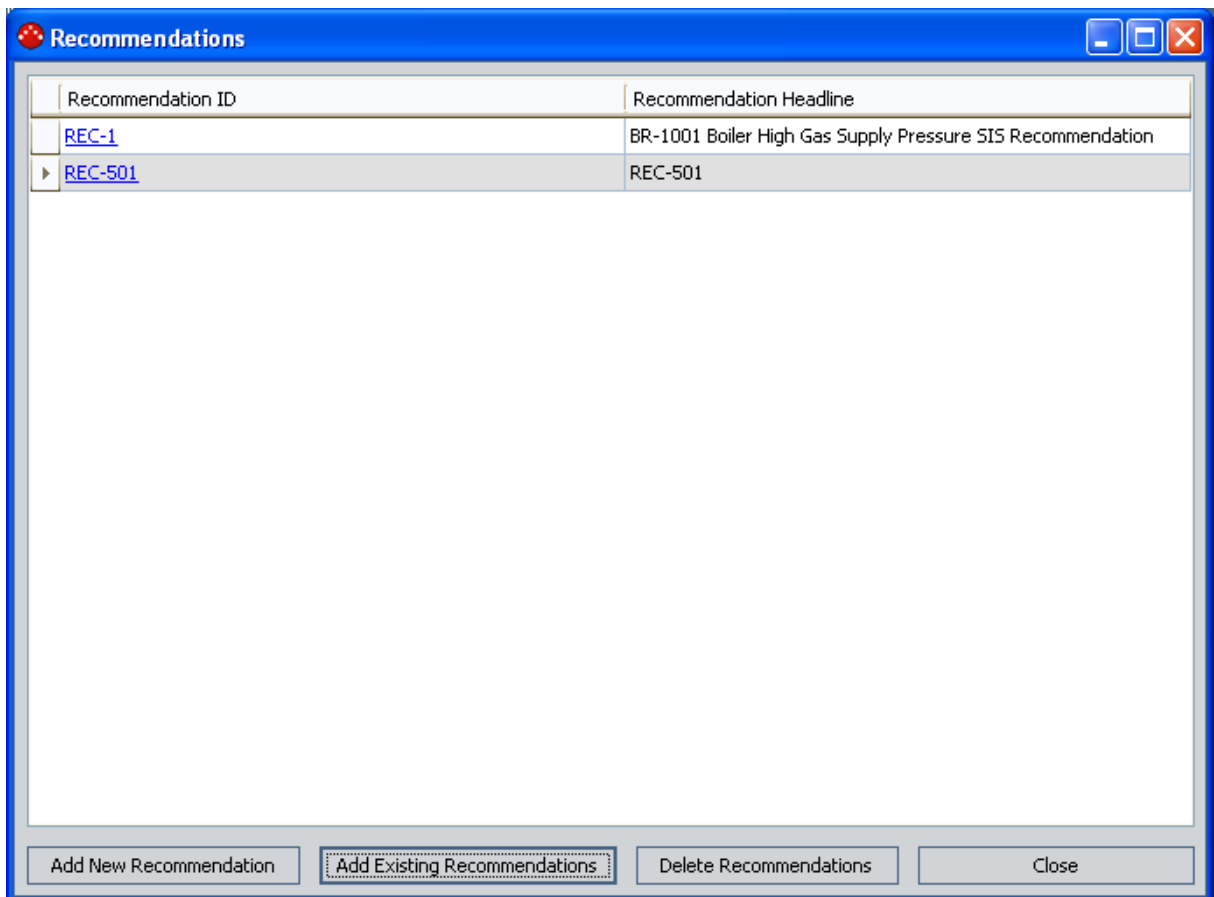 Recommendations
Recommendation ID Recommendation Headline
REC-1 BR-1001 Boiler High Gas Supply Pressure SIS Recommendation
REC-501 REC-501
Add New Recommendation Add Existing Recommendations Delete Recommendations Close